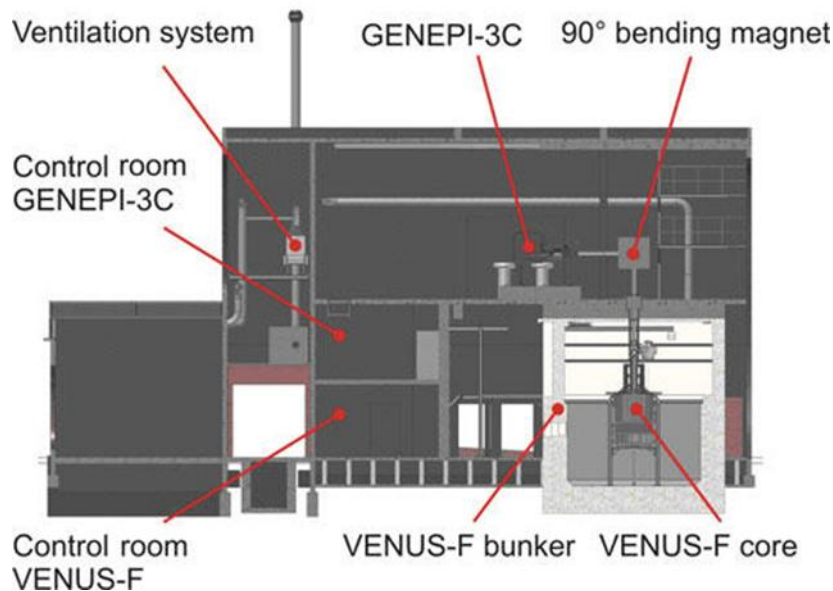 Ventilation system
GENEPI-3C
90° bending magnet
Control room
GENEPI-3C
Control room
VENUS-F
VENUS-F bunker
VENUS-F core